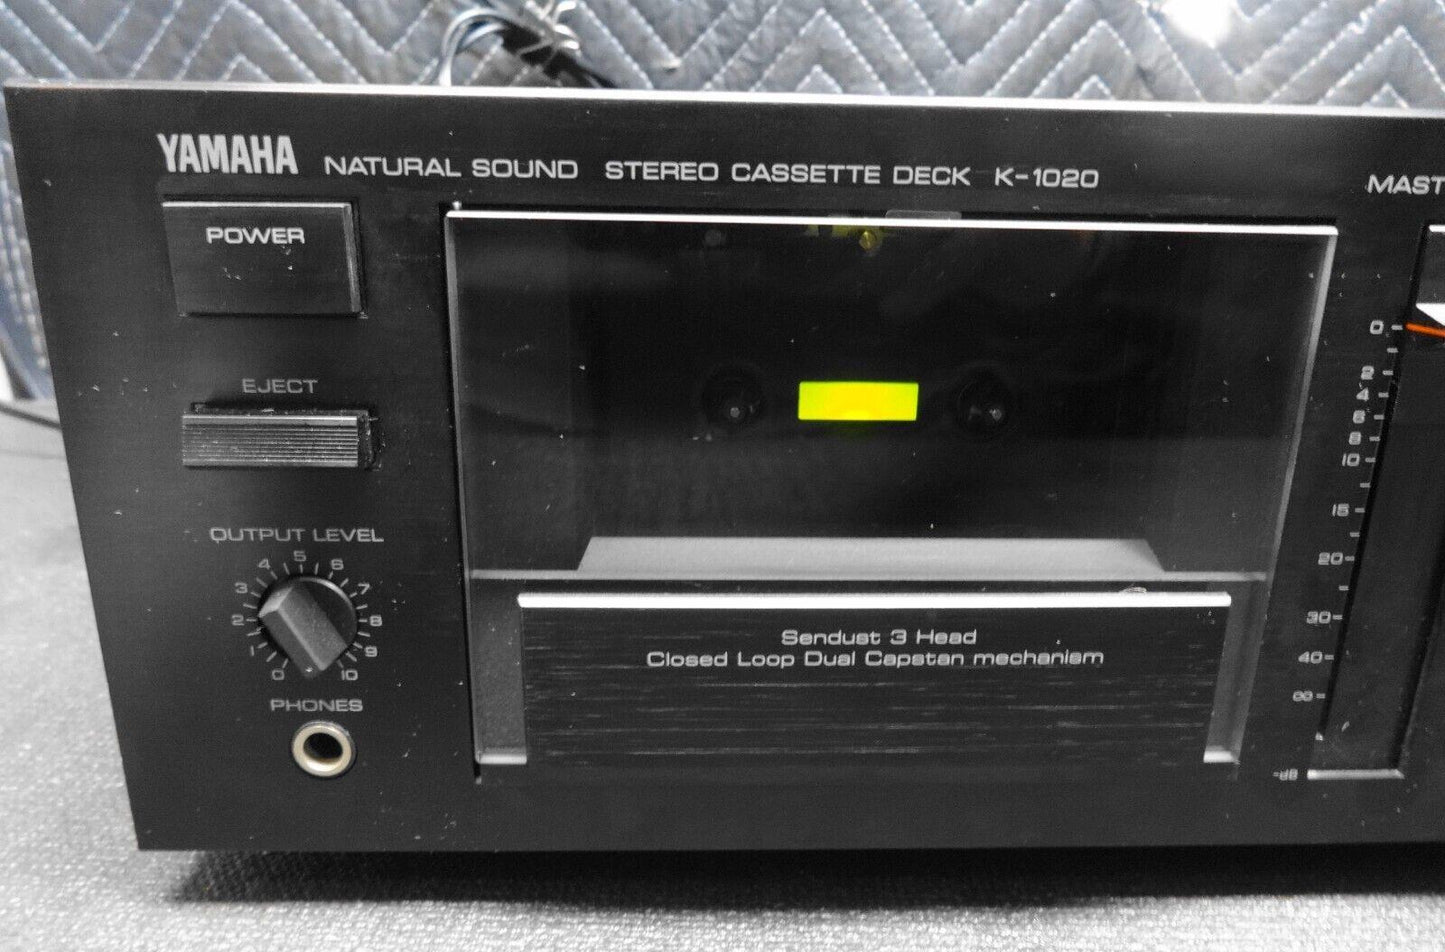 YAMAHA NATURAL SOUND STEREO CASSETTE DECK K-1020
MAST
POWER
EJECT
OUTPUT LEVEL
0 1 2 3 4 5 6 7 8 9 10
PHONES
Sendust 3 Head
Closed Loop Dual Capstan mechanism
0
2
4
6
8
10
15
20
30
40
∞
-dB